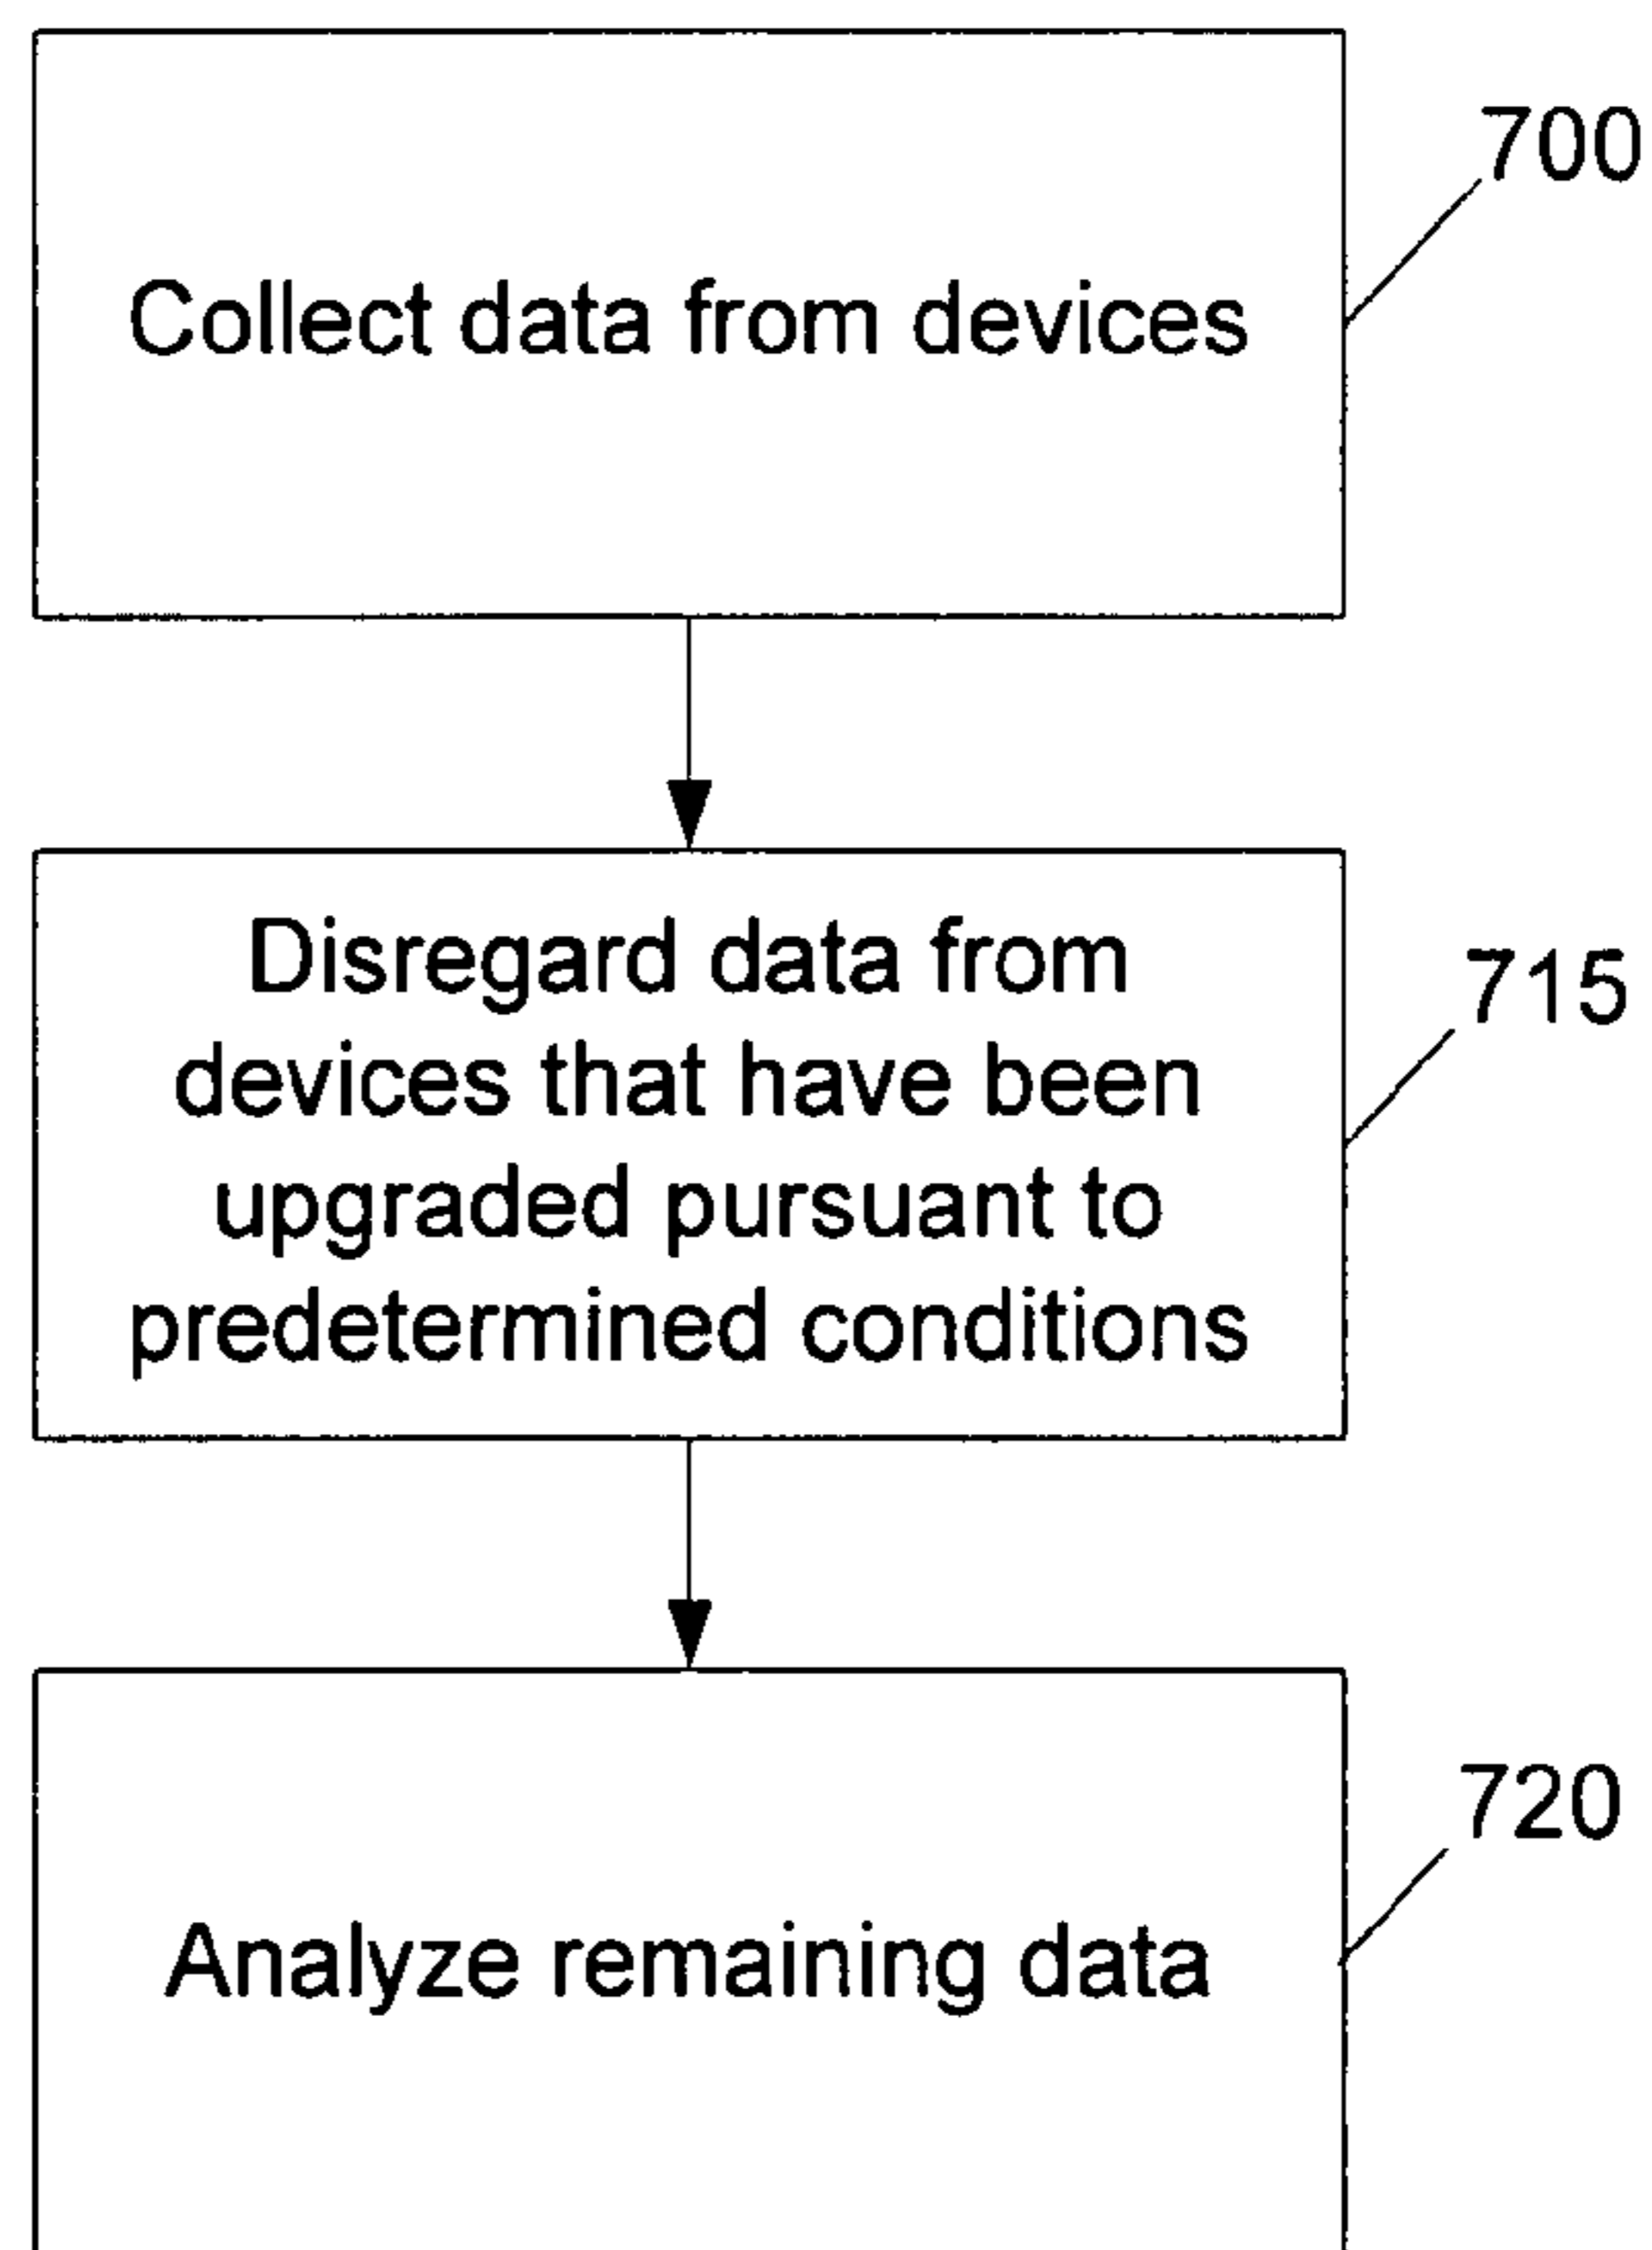 700
Collect data from devices
Disregard data from
devices that have been
upgraded pursuant to
predetermined conditions
715
720
Analyze remaining data